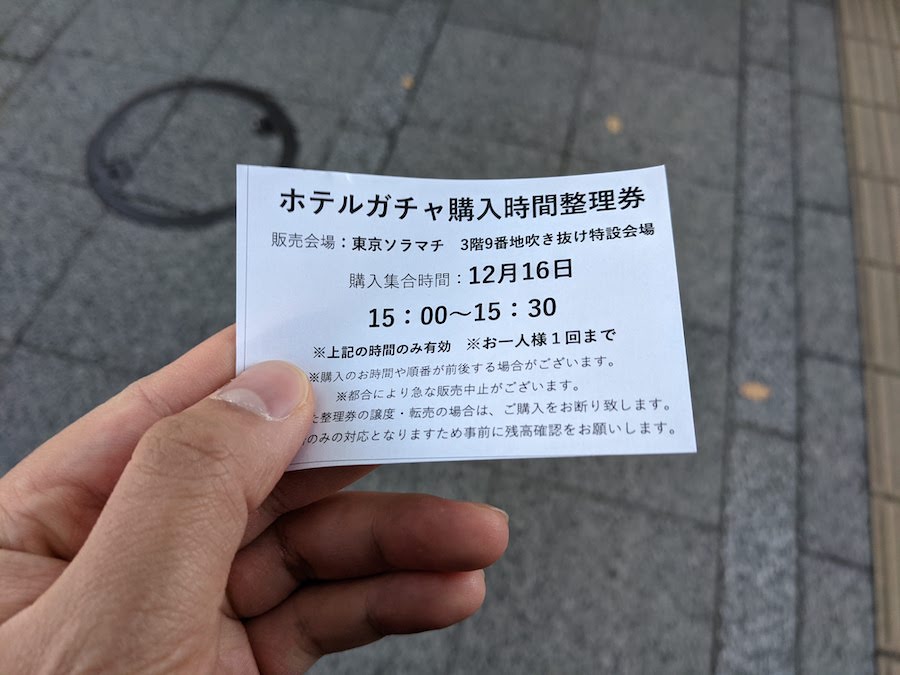 ホテルガチャ購入時間整理券
販売会場：東京ソラマチ　3階9番地吹き抜け特設会場
購入集合時間：12月16日
15：00～15：30
※上記の時間のみ有効　※お一人様１回まで
※購入のお時間や順番が前後する場合がございます。
※都合により急な販売中止がございます。
た整理券の譲度・転売の場合は、ご購入をお断り致します。
のみの対応となりますため事前に残高確認をお願いします。